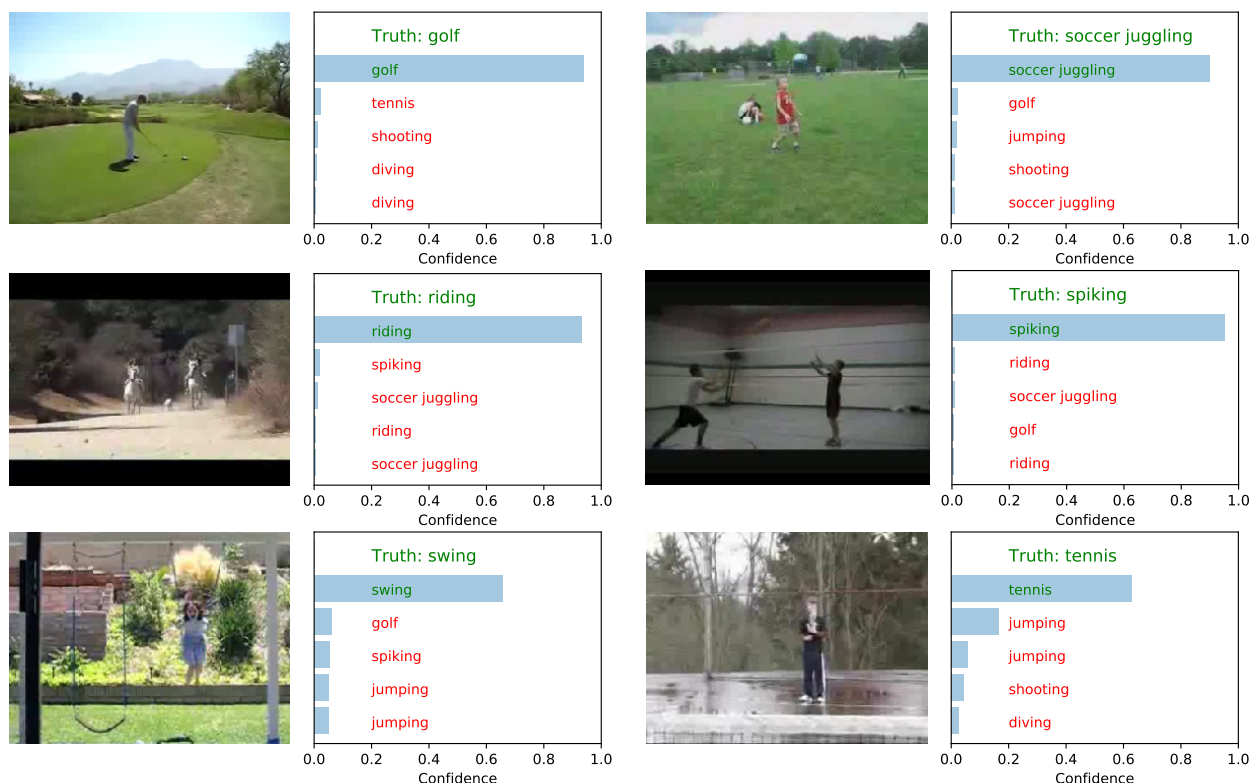 Truth: golf
golf
tennis
shooting
diving
diving
0.0 0.2 0.4 0.6 0.8 1.0
Confidence
Truth: soccer juggling
soccer juggling
golf
jumping
shooting
soccer juggling
0.0 0.2 0.4 0.6 0.8 1.0
Confidence
Truth: riding
riding
spiking
soccer juggling
riding
soccer juggling
0.0 0.2 0.4 0.6 0.8 1.0
Confidence
Truth: spiking
spiking
riding
soccer juggling
golf
riding
0.0 0.2 0.4 0.6 0.8 1.0
Confidence
Truth: swing
swing
golf
spiking
jumping
jumping
0.0 0.2 0.4 0.6 0.8 1.0
Confidence
Truth: tennis
tennis
jumping
jumping
shooting
diving
0.0 0.2 0.4 0.6 0.8 1.0
Confidence